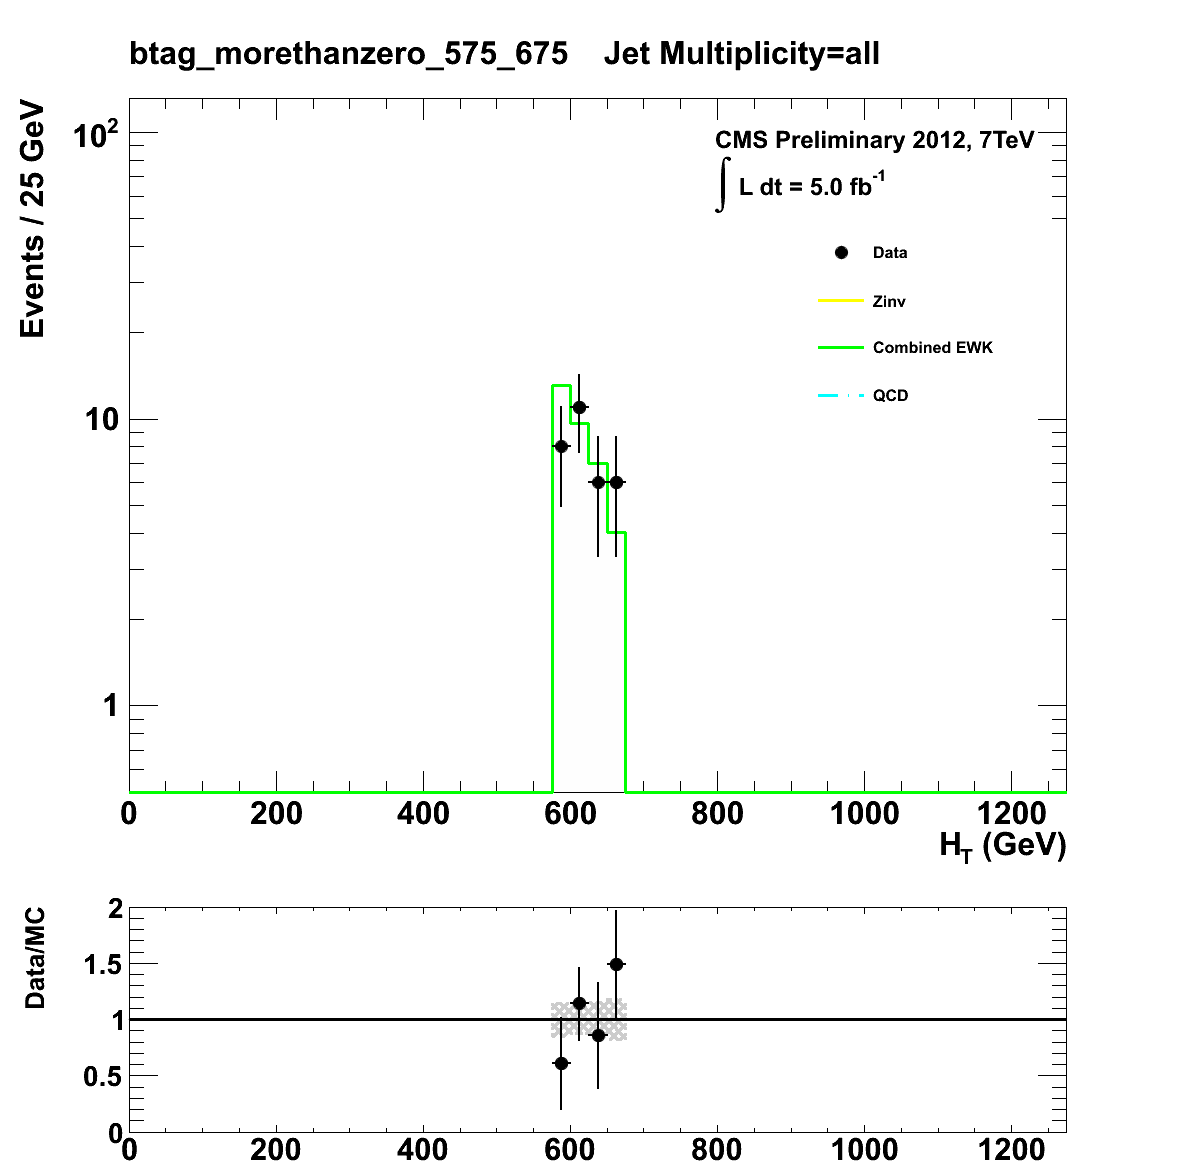 btag_morethanzero_575_675 Jet Multiplicity=all
Events / 25 GeV
10²
10
1
CMS Preliminary 2012, 7TeV
∫ L dt = 5.0 fb⁻¹
Data
Zinv
Combined EWK
QCD
0 200 400 600 800 1000 1200
H_T (GeV)
Data/MC
2
1.5
1
0.5
0
0 200 400 600 800 1000 1200